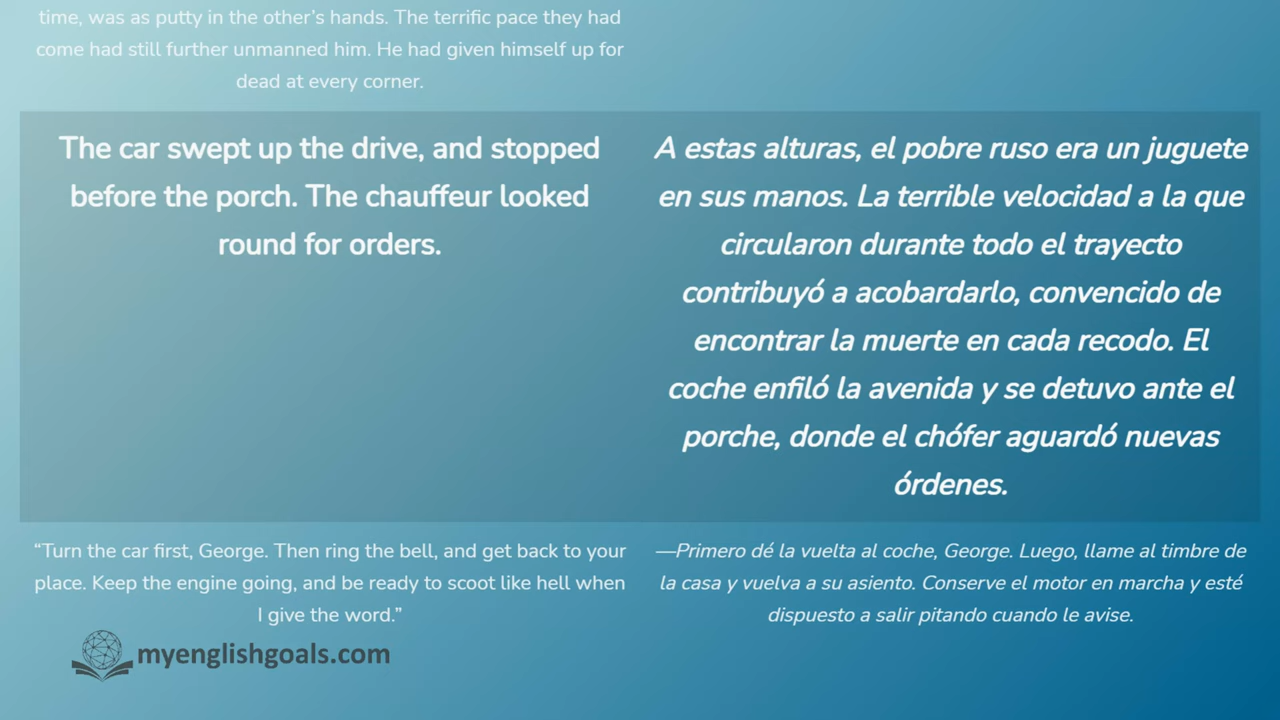 time, was as putty in the other’s hands. The terrific pace they had
come had still further unmanned him. He had given himself up for
dead at every corner.
The car swept up the drive, and stopped
before the porch. The chauffeur looked
round for orders.
A estas alturas, el pobre ruso era un juguete
en sus manos. La terrible velocidad a la que
circularon durante todo el trayecto
contribuyó a acobardarlo, convencido de
encontrar la muerte en cada recodo. El
coche enfiló la avenida y se detuvo ante el
porche, donde el chófer aguardó nuevas
órdenes.
“Turn the car first, George. Then ring the bell, and get back to your
place. Keep the engine going, and be ready to scoot like hell when
I give the word.”
—Primero dé la vuelta al coche, George. Luego, llame al timbre de
la casa y vuelva a su asiento. Conserve el motor en marcha y esté
dispuesto a salir pitando cuando le avise.
myenglishgoals.com